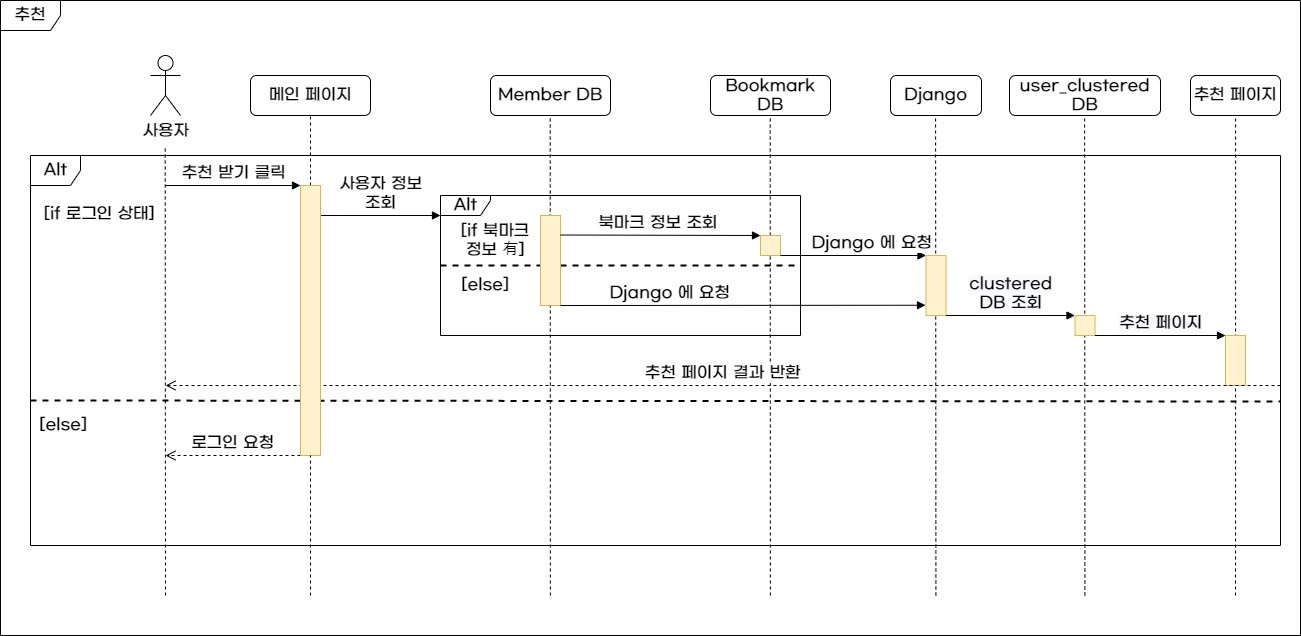 추천
사용자
메인 페이지
Member DB
Bookmark
DB
Django
user_clustered
DB
추천 페이지
Alt
추천 받기 클릭
[if 로그인 상태]
사용자 정보
조회
Alt
[if 북마크
정보 有]
북마크 정보 조회
Django 에 요청
[else]
Django 에 요청
clustered
DB 조회
추천 페이지
추천 페이지 결과 반환
[else]
로그인 요청